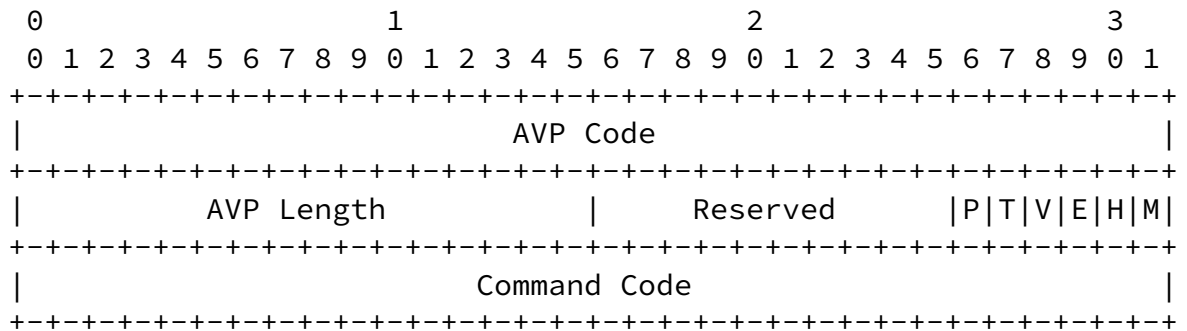 0                   1                   2                   3
 0 1 2 3 4 5 6 7 8 9 0 1 2 3 4 5 6 7 8 9 0 1 2 3 4 5 6 7 8 9 0 1
+-+-+-+-+-+-+-+-+-+-+-+-+-+-+-+-+-+-+-+-+-+-+-+-+-+-+-+-+-+-+-+-+
|                           AVP Code                            |
+-+-+-+-+-+-+-+-+-+-+-+-+-+-+-+-+-+-+-+-+-+-+-+-+-+-+-+-+-+-+-+-+
|          AVP Length           |     Reserved      |P|T|V|E|H|M|
+-+-+-+-+-+-+-+-+-+-+-+-+-+-+-+-+-+-+-+-+-+-+-+-+-+-+-+-+-+-+-+-+
|                         Command Code                          |
+-+-+-+-+-+-+-+-+-+-+-+-+-+-+-+-+-+-+-+-+-+-+-+-+-+-+-+-+-+-+-+-+